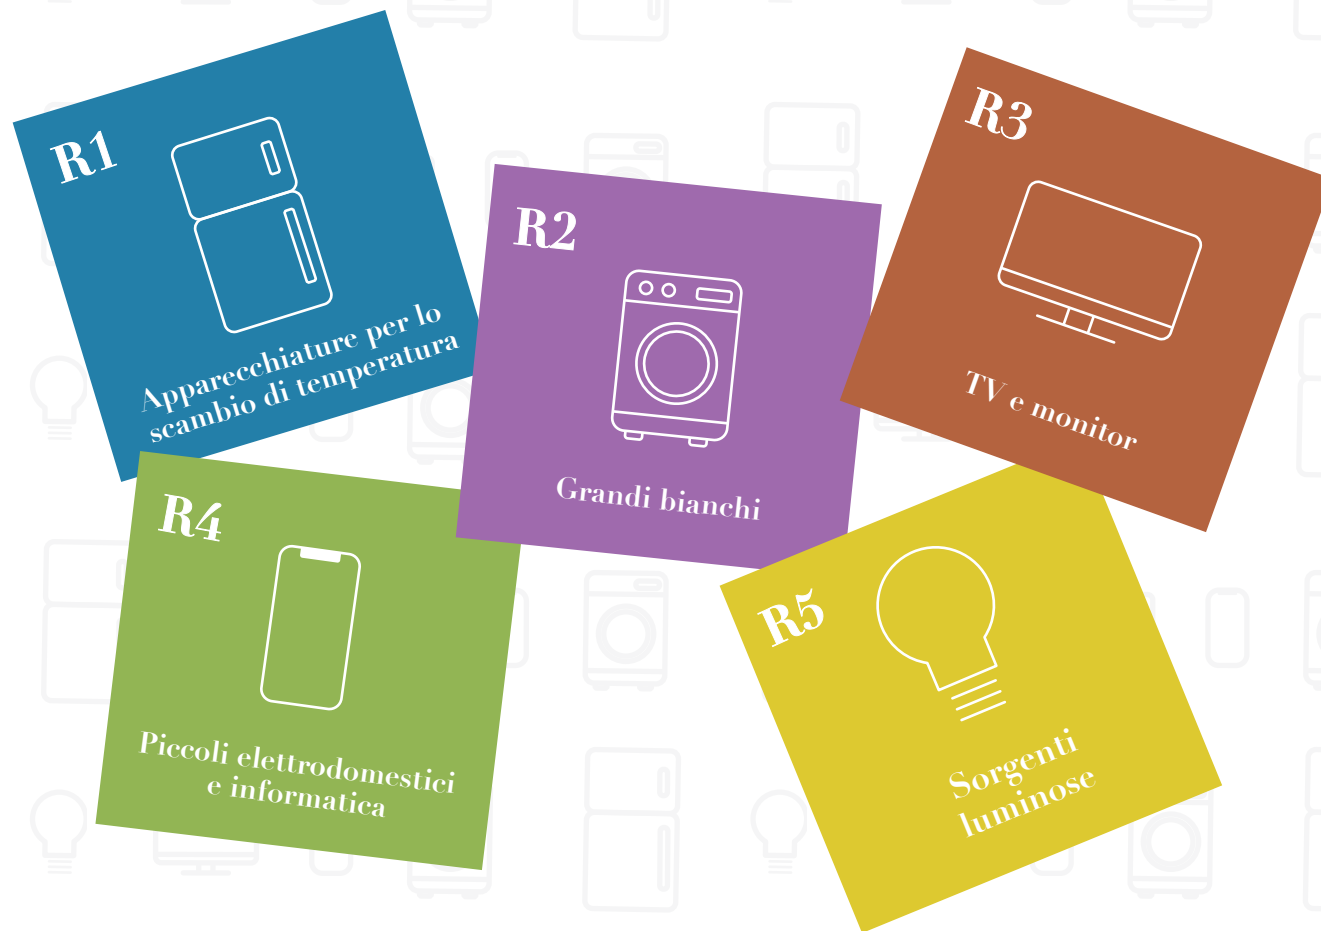 R1
Apparecchiature per lo
scambio di temperatura
R2
Grandi bianchi
R3
TV e monitor
R4
Piccoli elettrodomestici
e informatica
R5
Sorgenti
luminose